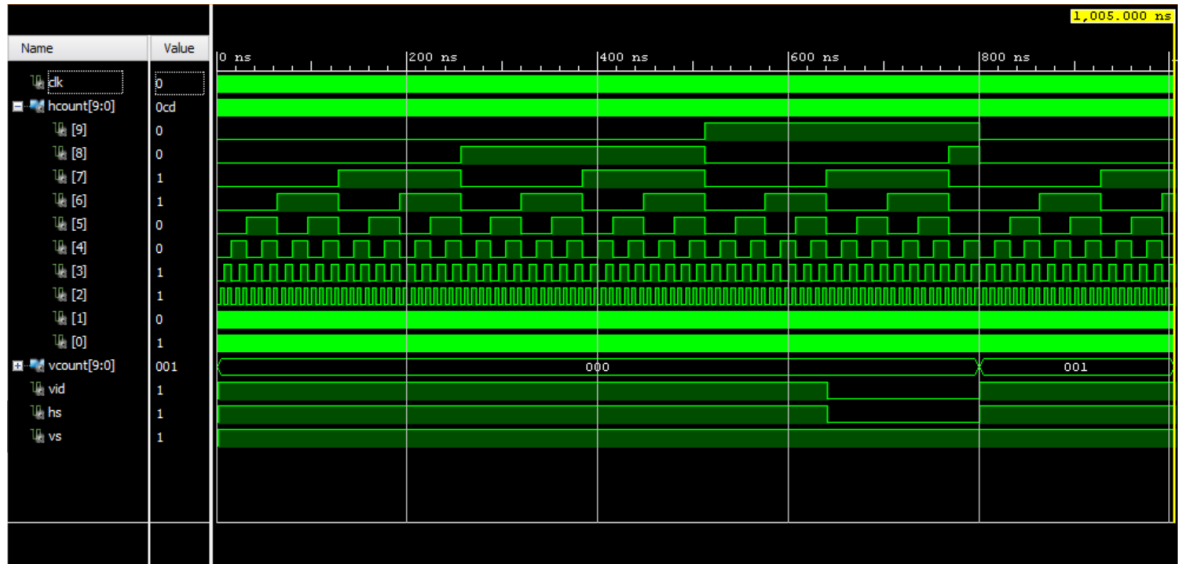 1,005.000 ns
Name Value 0 ns 200 ns 400 ns 600 ns 800 ns
clk 0
hcount[9:0] 0cd
[9] 0
[8] 0
[7] 1
[6] 1
[5] 0
[4] 0
[3] 1
[2] 1
[1] 0
[0] 1
vcount[9:0] 001 000 001
vid 1
hs 1
vs 1